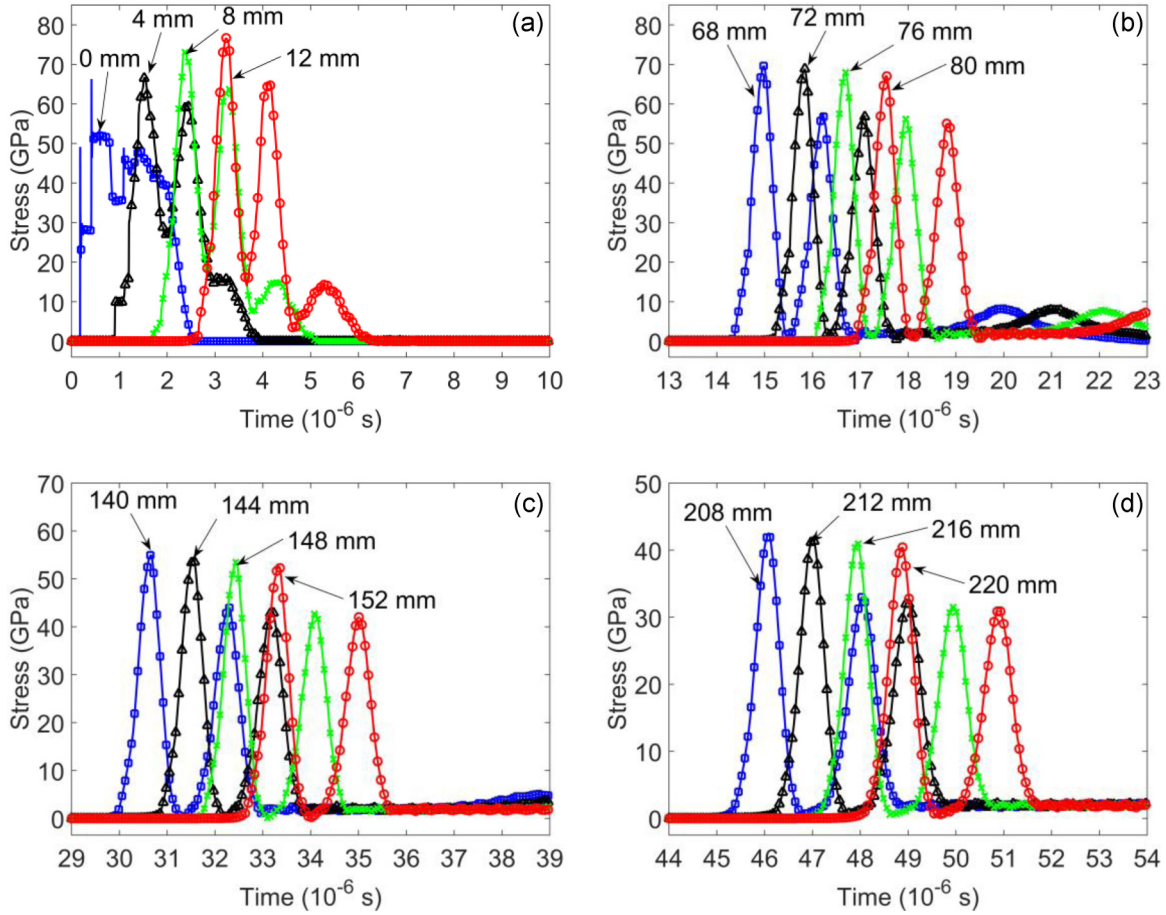 (a)
0 mm
4 mm
8 mm
12 mm
80
70
60
50
40
30
20
10
0
Stress (GPa)
0 1 2 3 4 5 6 7 8 9 10
Time (10-6 s)
(b)
68 mm
72 mm
76 mm
80 mm
80
70
60
50
40
30
20
10
0
Stress (GPa)
13 14 15 16 17 18 19 20 21 22 23
Time (10-6 s)
(c)
140 mm
144 mm
148 mm
152 mm
70
60
50
40
30
20
10
0
Stress (GPa)
29 30 31 32 33 34 35 36 37 38 39
Time (10-6 s)
(d)
208 mm
212 mm
216 mm
220 mm
50
40
30
20
10
0
Stress (GPa)
44 45 46 47 48 49 50 51 52 53 54
Time (10-6 s)